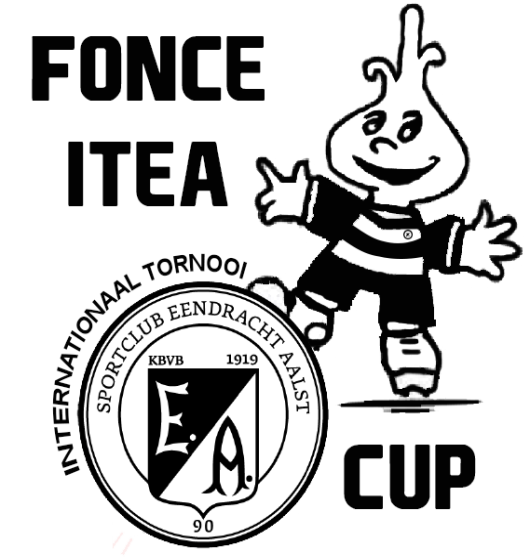 FONCE
ITEA
INTERNATIONAAL TORNOOI
SPORTCLUB EENDRACHT AALST
KBVB 1919
E.A.
90
CUP